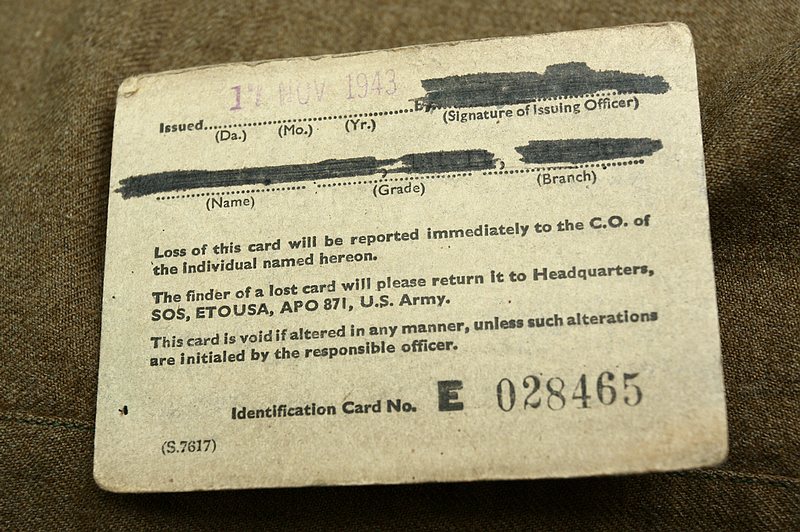 17 NOV 1943
Issued
(Da.) (Mo.) (Yr.) (Signature of Issuing Officer)
(Name) (Grade) (Branch)
Loss of this card will be reported immediately to the C.O. of
the individual named hereon.
The finder of a lost card will please return it to Headquarters,
SOS, ETOUSA, APO 871, U.S. Army.
This card is void if altered in any manner, unless such alterations
are initialed by the responsible officer.
Identification Card No. E 028465
(S.7617)